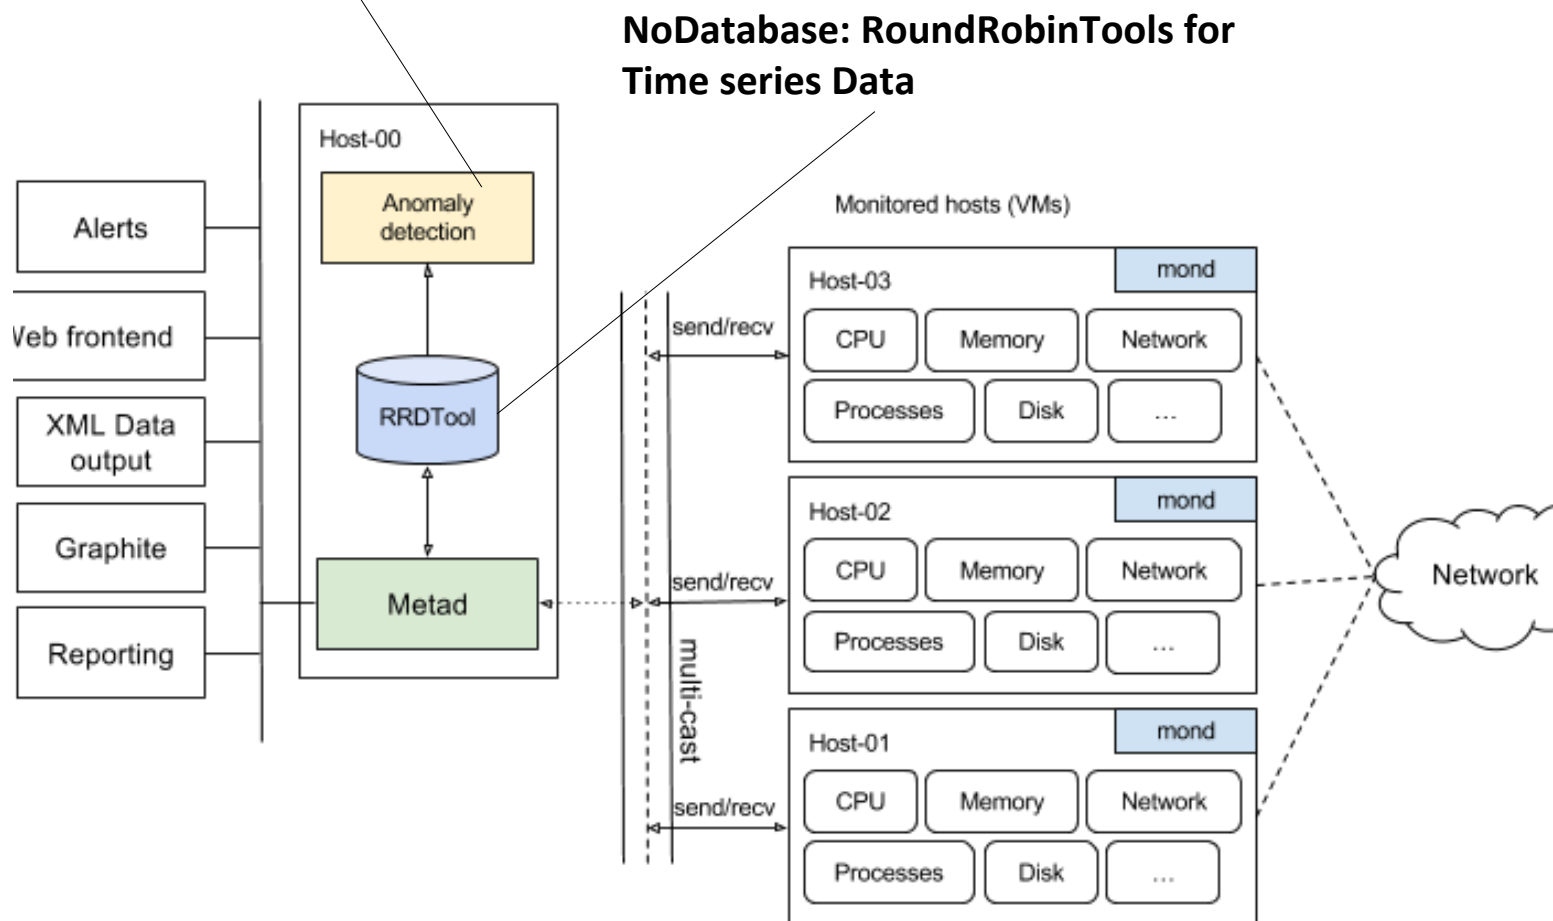 NoDatabase: RoundRobinTools for
Time series Data
Host-00
Anomaly
detection
RRDTool
Metad
Alerts
Web frontend
XML Data
output
Graphite
Reporting
multi-cast
send/recv
send/recv
send/recv
Monitored hosts (VMs)
Host-03
mond
CPU
Memory
Network
Processes
Disk
...
Host-02
mond
CPU
Memory
Network
Processes
Disk
...
Host-01
mond
CPU
Memory
Network
Processes
Disk
...
Network